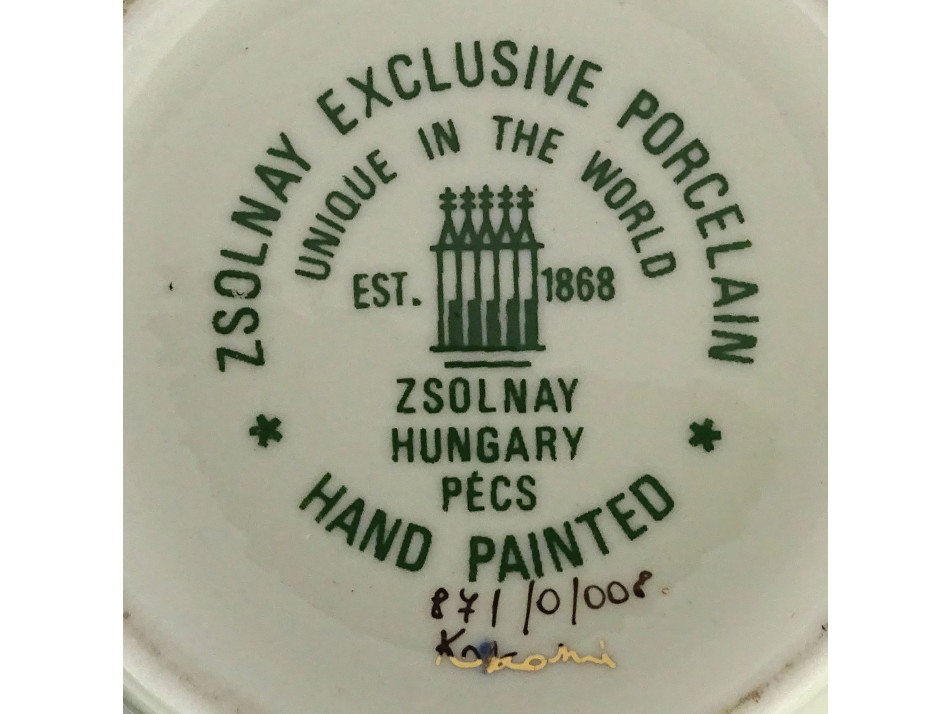 ZSOLNAY EXCLUSIVE PORCELAIN
UNIQUE IN THE WORLD
EST. 1868
ZSOLNAY
HUNGARY
PÉCS
* HAND PAINTED *
871/0/008.